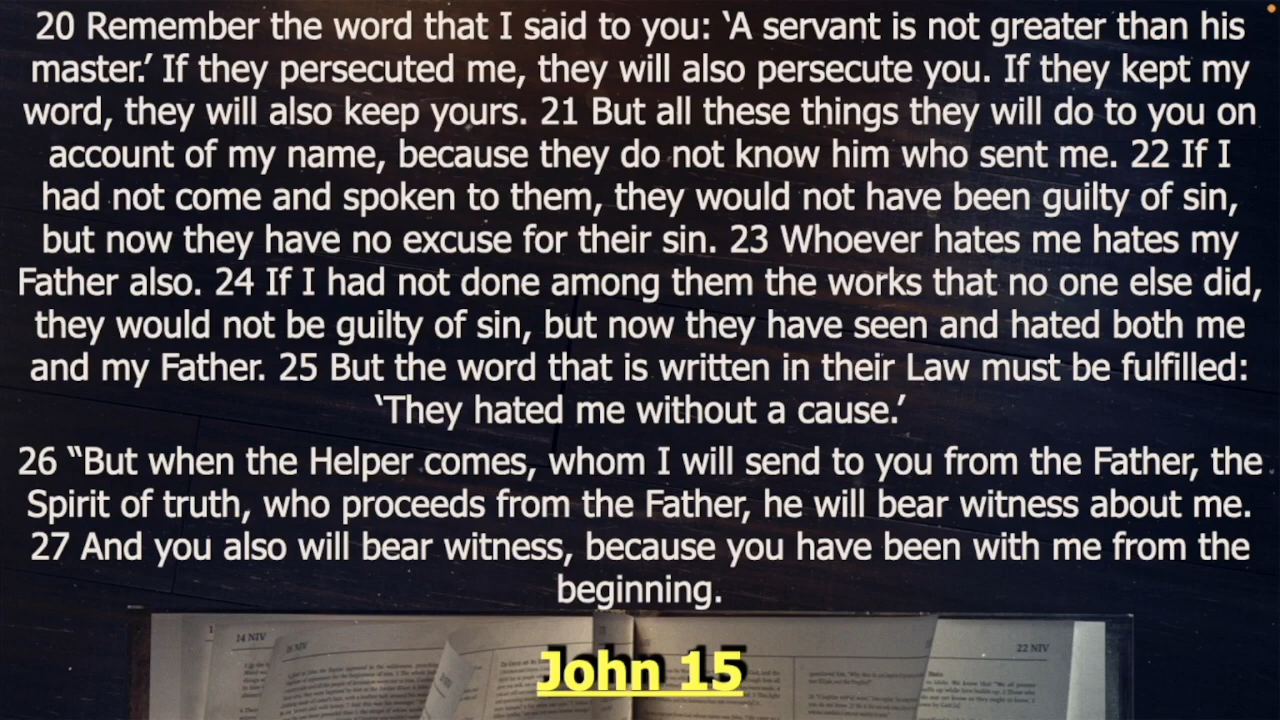 20 Remember the word that I said to you: ‘A servant is not greater than his
master.’ If they persecuted me, they will also persecute you. If they kept my
word, they will also keep yours. 21 But all these things they will do to you on
account of my name, because they do not know him who sent me. 22 If I
had not come and spoken to them, they would not have been guilty of sin,
but now they have no excuse for their sin. 23 Whoever hates me hates my
Father also. 24 If I had not done among them the works that no one else did,
they would not be guilty of sin, but now they have seen and hated both me
and my Father. 25 But the word that is written in their Law must be fulfilled:
‘They hated me without a cause.’
26 “But when the Helper comes, whom I will send to you from the Father, the
Spirit of truth, who proceeds from the Father, he will bear witness about me.
27 And you also will bear witness, because you have been with me from the
beginning.
14 NIV
22 NIV
John 15